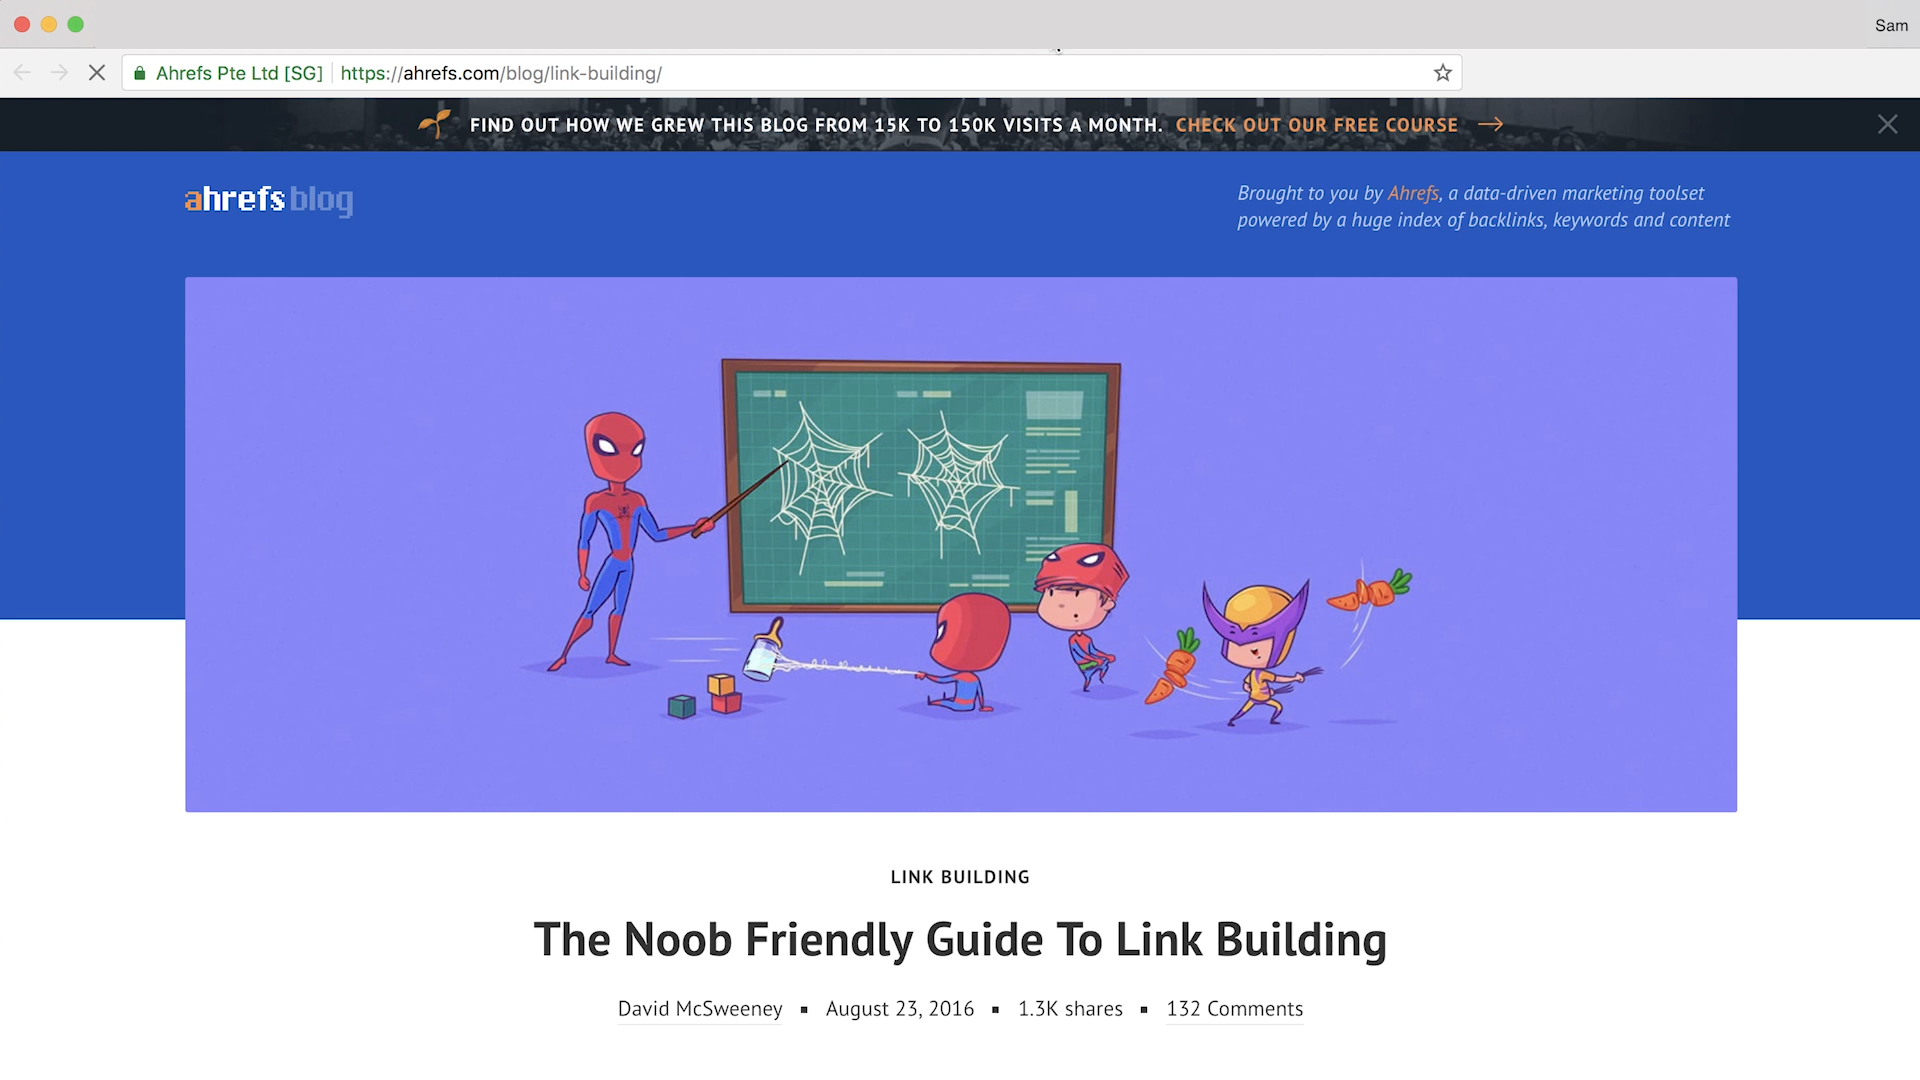 Sam
Ahrefs Pte Ltd [SG] https://ahrefs.com/blog/link-building/
FIND OUT HOW WE GREW THIS BLOG FROM 15K TO 150K VISITS A MONTH. CHECK OUT OUR FREE COURSE
ahrefs blog
Brought to you by Ahrefs, a data-driven marketing toolset
powered by a huge index of backlinks, keywords and content
LINK BUILDING
The Noob Friendly Guide To Link Building
David McSweeney ▪ August 23, 2016 ▪ 1.3K shares ▪ 132 Comments